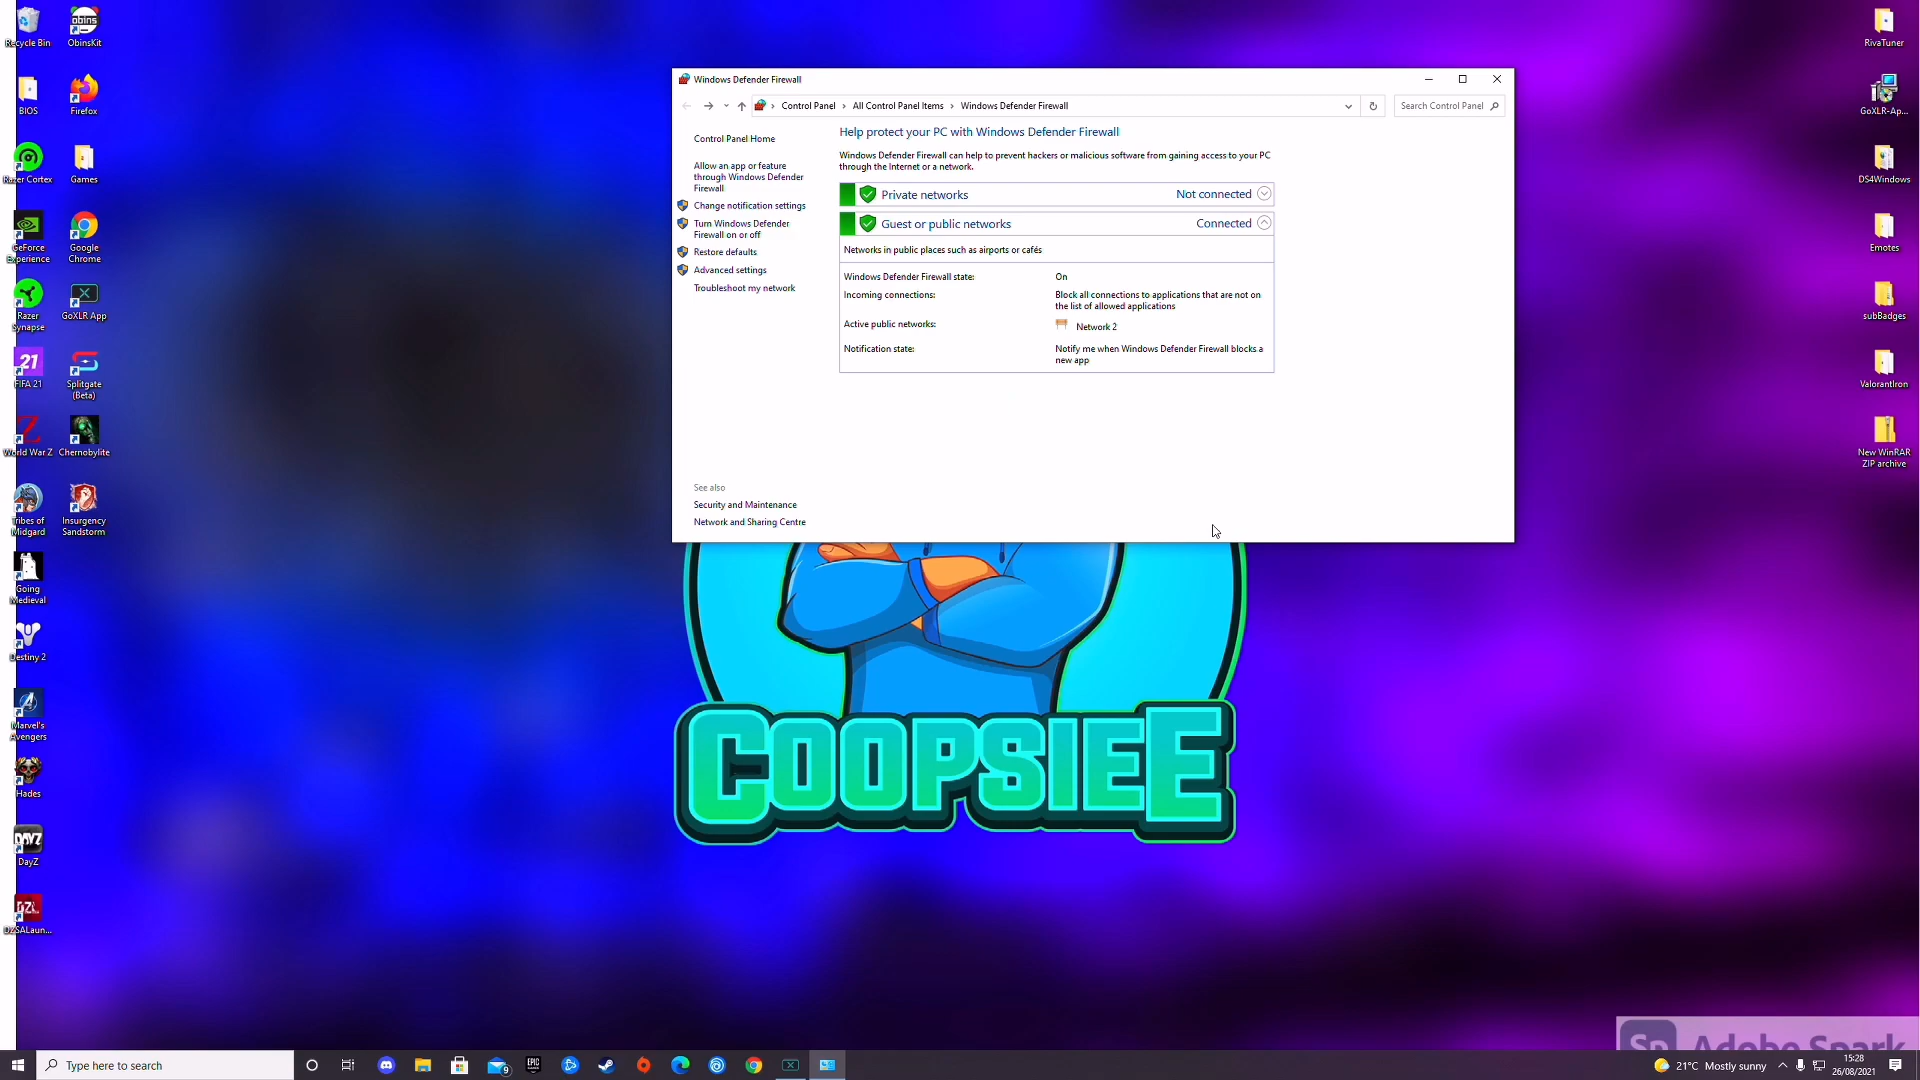 Recycle Bin
ObinsKit
BIOS
Firefox
Razer Cortex
Games
GeForce
Experience
Google
Chrome
Razer
Synapse
GoXLR App
21
FIFA 21
Splitgate
(Beta)
World War Z
Chernobylite
Tribes of
Midgard
Insurgency
Sandstorm
Going
Medieval
Destiny 2
Marvel's
Avengers
Hades
DAYZ
DayZ
DZL
DZSALaun...
Windows Defender Firewall
Control Panel › All Control Panel Items › Windows Defender Firewall
Search Control Panel
Control Panel Home
Allow an app or feature
through Windows Defender
Firewall
Change notification settings
Turn Windows Defender
Firewall on or off
Restore defaults
Advanced settings
Troubleshoot my network
See also
Security and Maintenance
Network and Sharing Centre
Help protect your PC with Windows Defender Firewall
Windows Defender Firewall can help to prevent hackers or malicious software from gaining access to your PC
through the Internet or a network.
Private networks Not connected
Guest or public networks Connected
Networks in public places such as airports or cafés
Windows Defender Firewall state: On
Incoming connections: Block all connections to applications that are not on
the list of allowed applications
Active public networks: Network 2
Notification state: Notify me when Windows Defender Firewall blocks a
new app
COOPSIEE
RivaTuner
GoXLR-Ap...
DS4Windows
Emotes
subBadges
ValorantIron
New WinRAR
ZIP archive
Sp Adobe Spark
Type here to search
9
EPIC
21°C Mostly sunny
15:28
26/08/2021